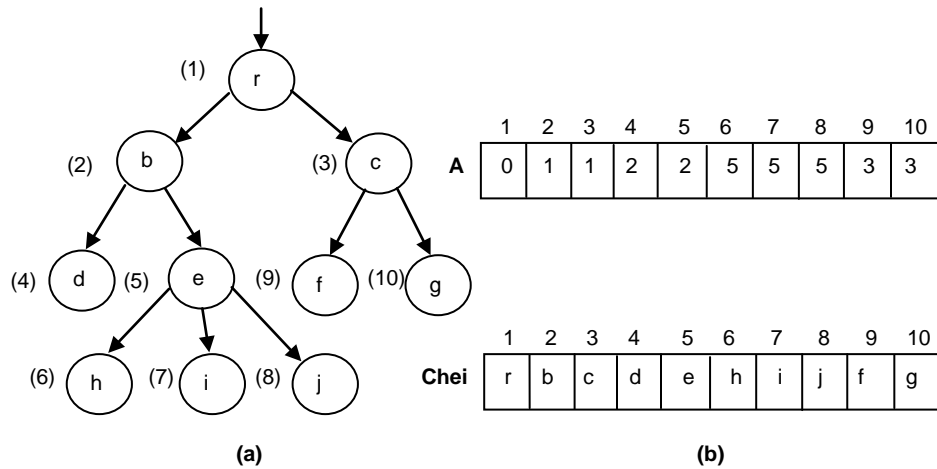 (1) r
(2) b (3) c
(4) d (5) e (9) f (10) g
(6) h (7) i (8) j
(a)
1 2 3 4 5 6 7 8 9 10
A 0 1 1 2 2 5 5 5 3 3
1 2 3 4 5 6 7 8 9 10
Chei r b c d e h i j f g
(b)